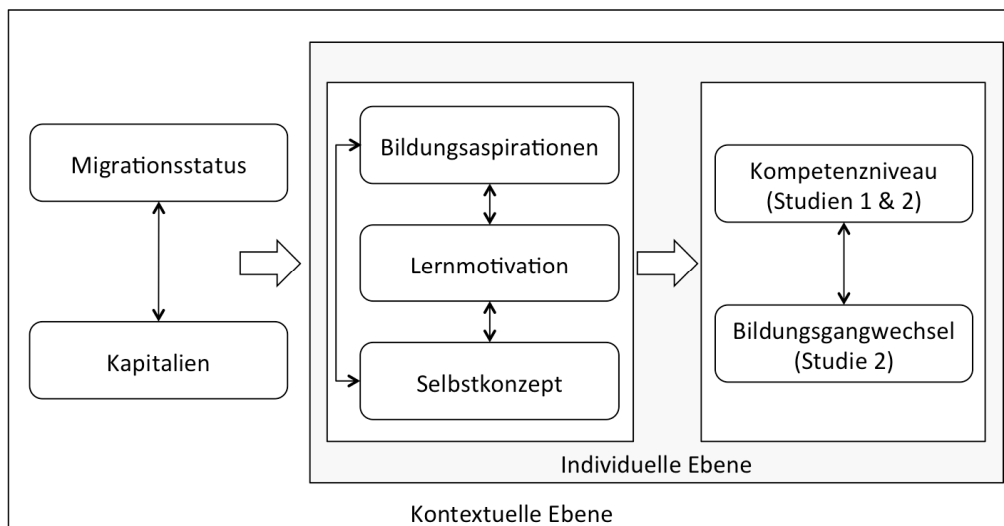 Migrationsstatus
Kapitalien
Bildungsaspirationen
Lernmotivation
Selbstkonzept
Kompetenzniveau
(Studien 1 & 2)
Bildungsgangwechsel
(Studie 2)
Individuelle Ebene
Kontextuelle Ebene